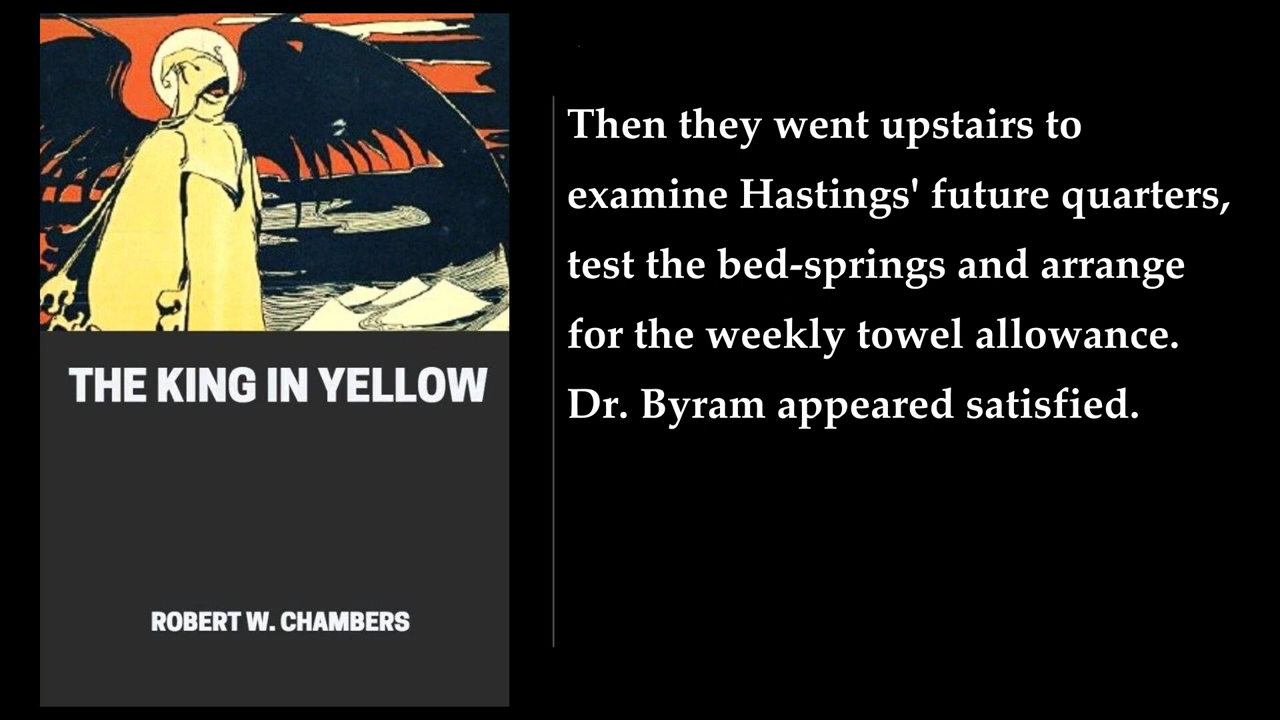 THE KING IN YELLOW
ROBERT W. CHAMBERS
Then they went upstairs to
examine Hastings' future quarters,
test the bed-springs and arrange
for the weekly towel allowance.
Dr. Byram appeared satisfied.